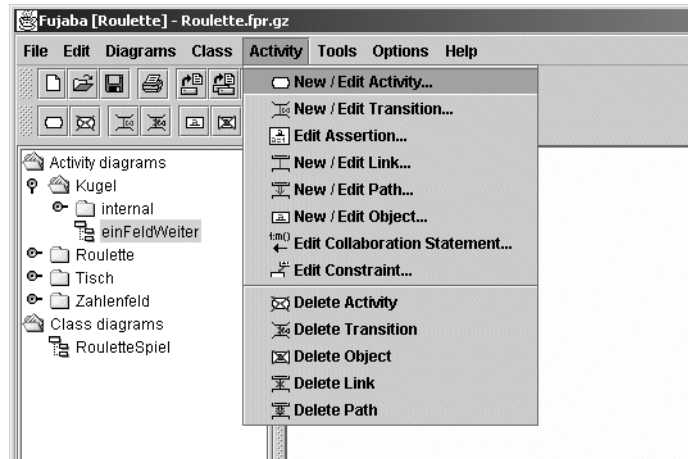 Fujaba [Roulette] - Roulette.fpr.gz
File Edit Diagrams Class Activity Tools Options Help
New / Edit Activity...
New / Edit Transition...
Edit Assertion...
New / Edit Link...
New / Edit Path...
New / Edit Object...
Edit Collaboration Statement...
Edit Constraint...
Delete Activity
Delete Transition
Delete Object
Delete Link
Delete Path
Activity diagrams
Kugel
internal
einFeldWeiter
Roulette
Tisch
Zahlenfeld
Class diagrams
RouletteSpiel